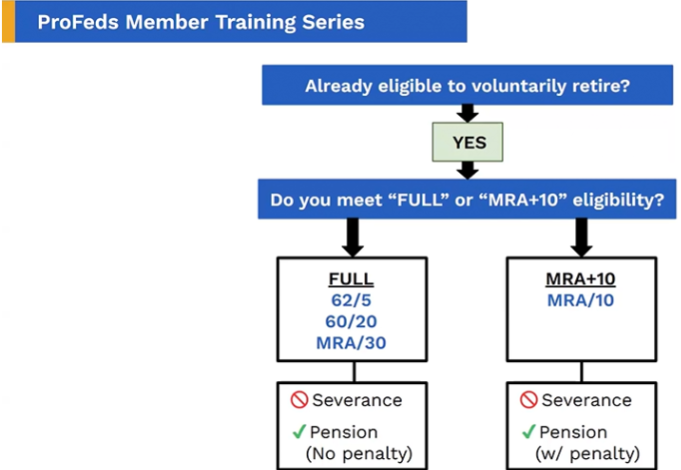 ProFeds Member Training Series
Already eligible to voluntarily retire?
YES
Do you meet “FULL” or “MRA+10” eligibility?
FULL
62/5
60/20
MRA/30
MRA+10
MRA/10
Severance
Pension
(No penalty)
Severance
Pension
(w/ penalty)